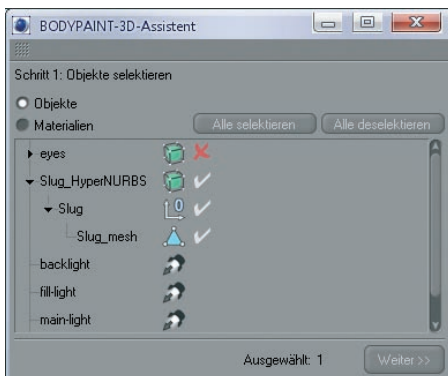 BODYPAINT-3D-Assistent
Schritt 1: Objekte selektieren
Objekte
Materialien
Alle selektieren Alle deselektieren
eyes
Slug_HyperNURBS
Slug
Slug_mesh
backlight
fill-light
main-light
Ausgewählt: 1 Weiter >>